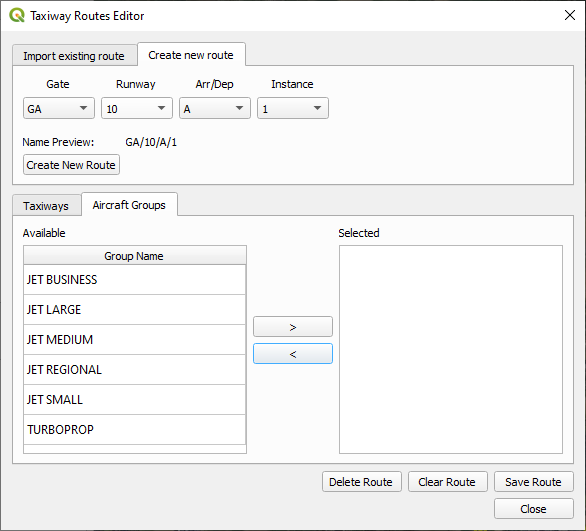 Taxiway Routes Editor
Import existing route
Create new route
Gate Runway Arr/Dep Instance
GA 10 A 1
Name Preview: GA/10/A/1
Create New Route
Taxiways
Aircraft Groups
Available
Selected
Group Name
JET BUSINESS
JET LARGE
JET MEDIUM
JET REGIONAL
JET SMALL
TURBOPROP
>
<
Delete Route
Clear Route
Save Route
Close